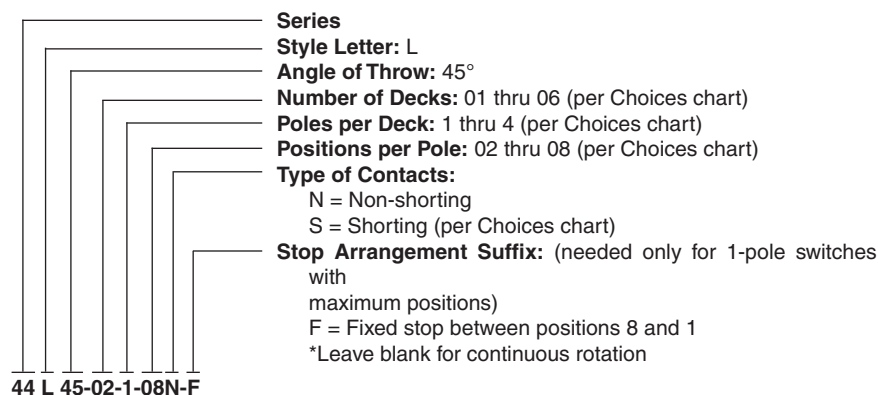 Series
Style Letter: L
Angle of Throw: 45°
Number of Decks: 01 thru 06 (per Choices chart)
Poles per Deck: 1 thru 4 (per Choices chart)
Positions per Pole: 02 thru 08 (per Choices chart)
Type of Contacts:
N = Non-shorting
S = Shorting (per Choices chart)
Stop Arrangement Suffix: (needed only for 1-pole switches
with
maximum positions)
F = Fixed stop between positions 8 and 1
*Leave blank for continuous rotation
44 L 45-02-1-08N-F